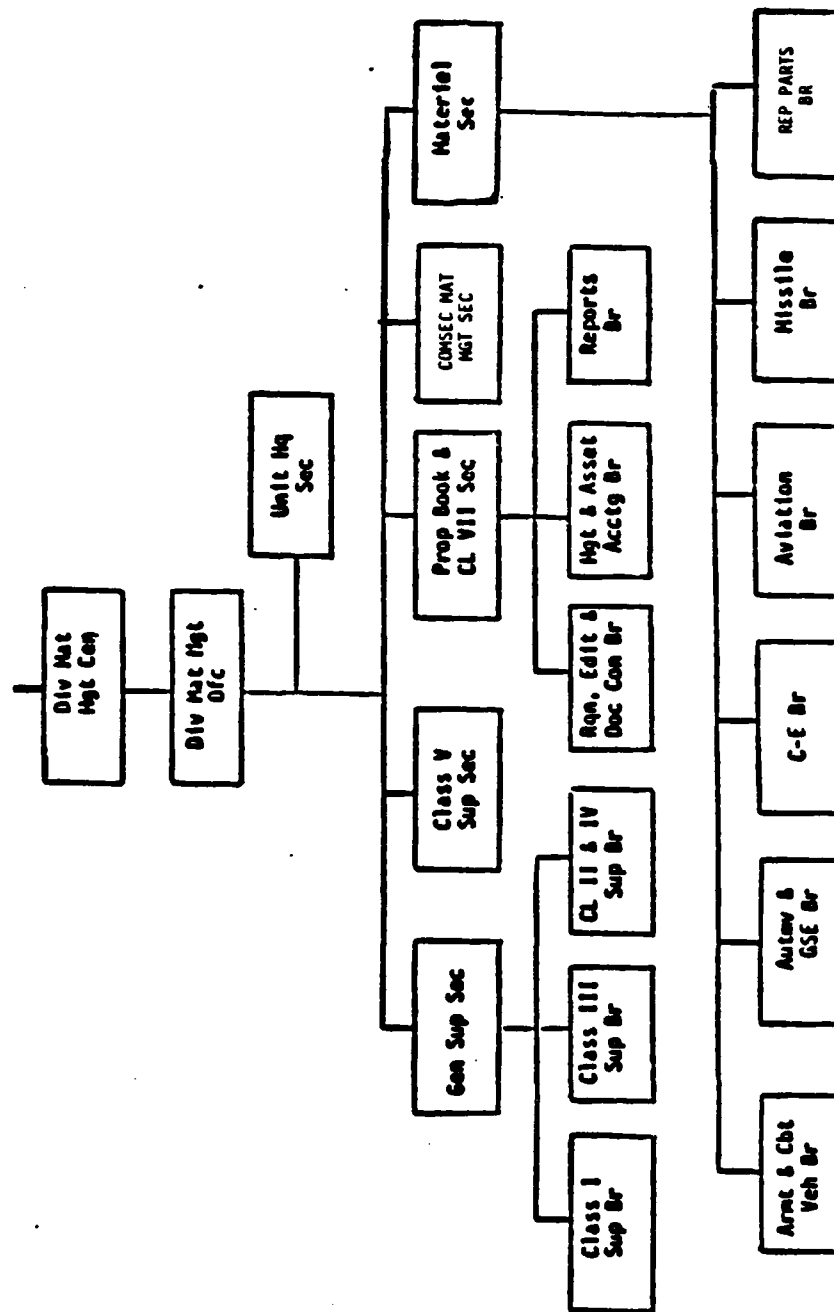 Div Mat
Mgt Cen
Div Mat Mgt
Ofc
Unit Hq
Sec
Gen Sup Sec
Class V
Sup Sec
Prop Book &
CL VII Sec
COMSEC MAT
MGT SEC
Materiel
Sec
Class I
Sup Br
Class III
Sup Br
CL II & IV
Sup Br
Rqn, Edit &
Doc Con Br
Mgt & Asset
Acctg Br
Reports
Br
Armt & Cbt
Veh Br
Autmv &
GSE Br
C-E Br
Aviation
Br
Missile
Br
REP PARTS
BR